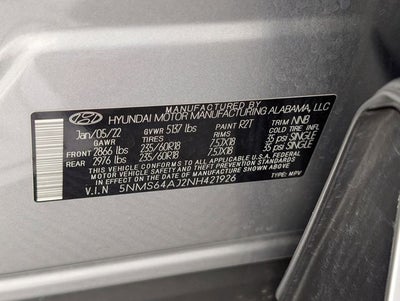 MANUFACTURED BY
HYUNDAI MOTOR MANUFACTURING ALABAMA, LLC
Jan/05/22 GVWR 5137 lbs PAINT R2T TRIM NNB
GAWR TIRES RIMS COLD TIRES INFL
FRONT 2866 lbs 235/60R18 7.5JX18 35 psi SINGLE
REAR 2976 lbs 235/60R18 7.5JX18 35 psi SINGLE
THIS VEHICLE CONFORMS TO ALL APPLICABLE FEDERAL
MOTOR VEHICLE SAFETY AND THEFT PREVENTION STANDARDS
IN EFFECT ON THE DATE OF MANUFACTURE SHOWN ABOVE.
V.I.N 5NMS64AJ2NH421926 TYPE: MPV